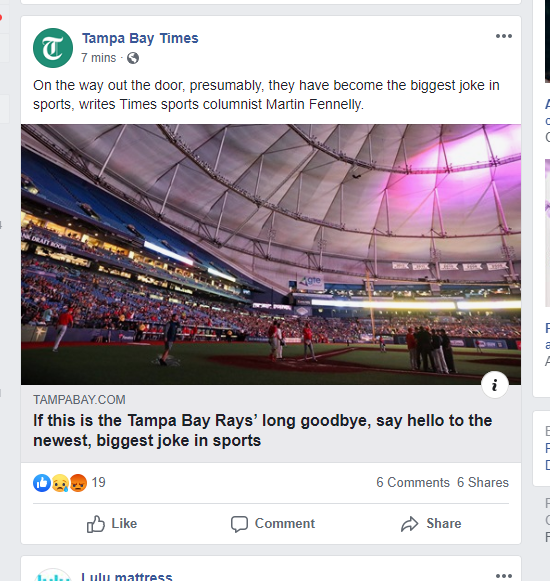 Tampa Bay Times
7 mins ·
On the way out the door, presumably, they have become the biggest joke in
sports, writes Times sports columnist Martin Fennelly.
DRAFT ROOM
TAMPABAY.COM
If this is the Tampa Bay Rays' long goodbye, say hello to the
newest, biggest joke in sports
19
6 Comments 6 Shares
Like Comment Share
Lulu mattress